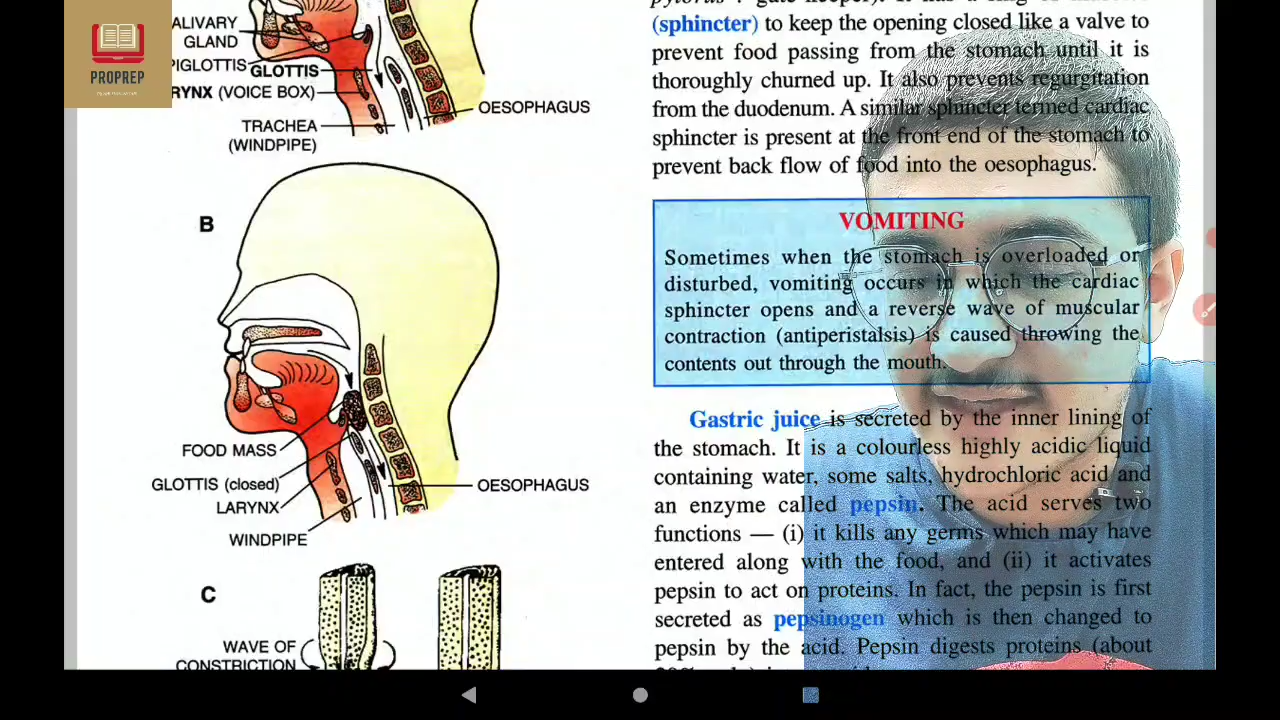 PROPREP
ALIVARY
GLAND
PIGLOTTIS
GLOTTIS
RYNX (VOICE BOX)
TRACHEA
(WINDPIPE)
OESOPHAGUS
B
FOOD MASS
GLOTTIS (closed)
LARYNX
WINDPIPE
OESOPHAGUS
C
WAVE OF
CONSTRICTION
(sphincter) to keep the opening closed like a valve to
prevent food passing from the stomach until it is
thoroughly churned up. It also prevents regurgitation
from the duodenum. A similar sphincter termed cardiac
sphincter is present at the front end of the stomach to
prevent back flow of food into the oesophagus.
VOMITING
Sometimes when the stomach is overloaded or
disturbed, vomiting occurs in which the cardiac
sphincter opens and a reverse wave of muscular
contraction (antiperistalsis) is caused throwing the
contents out through the mouth.
Gastric juice is secreted by the inner lining of
the stomach. It is a colourless highly acidic liquid
containing water, some salts, hydrochloric acid and
an enzyme called pepsin. The acid serves two
functions — (i) it kills any germs which may have
entered along with the food, and (ii) it activates
pepsin to act on proteins. In fact, the pepsin is first
secreted as pepsinogen which is then changed to
pepsin by the acid. Pepsin digests proteins (about